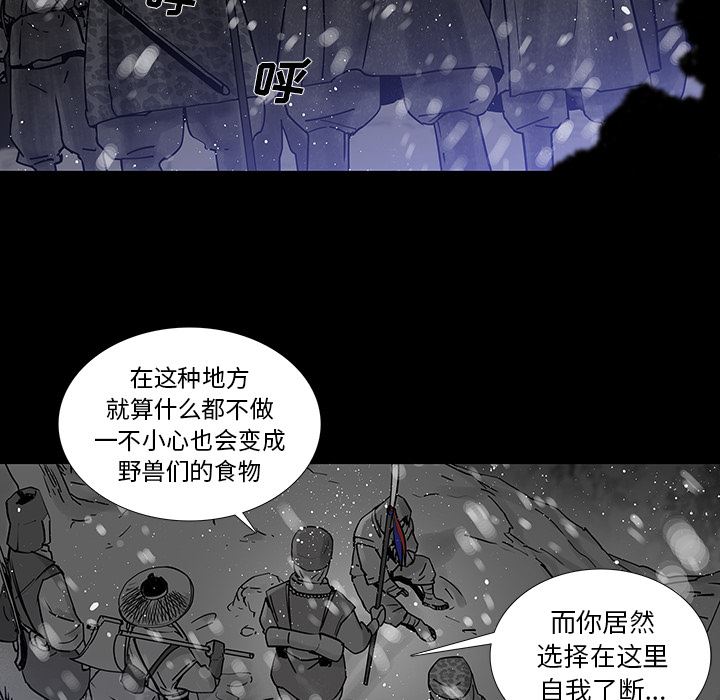 呼
呼
在这种地方
就算什么都不做
一不小心也会变成
野兽们的食物
而你居然
选择在这里
自我了断...